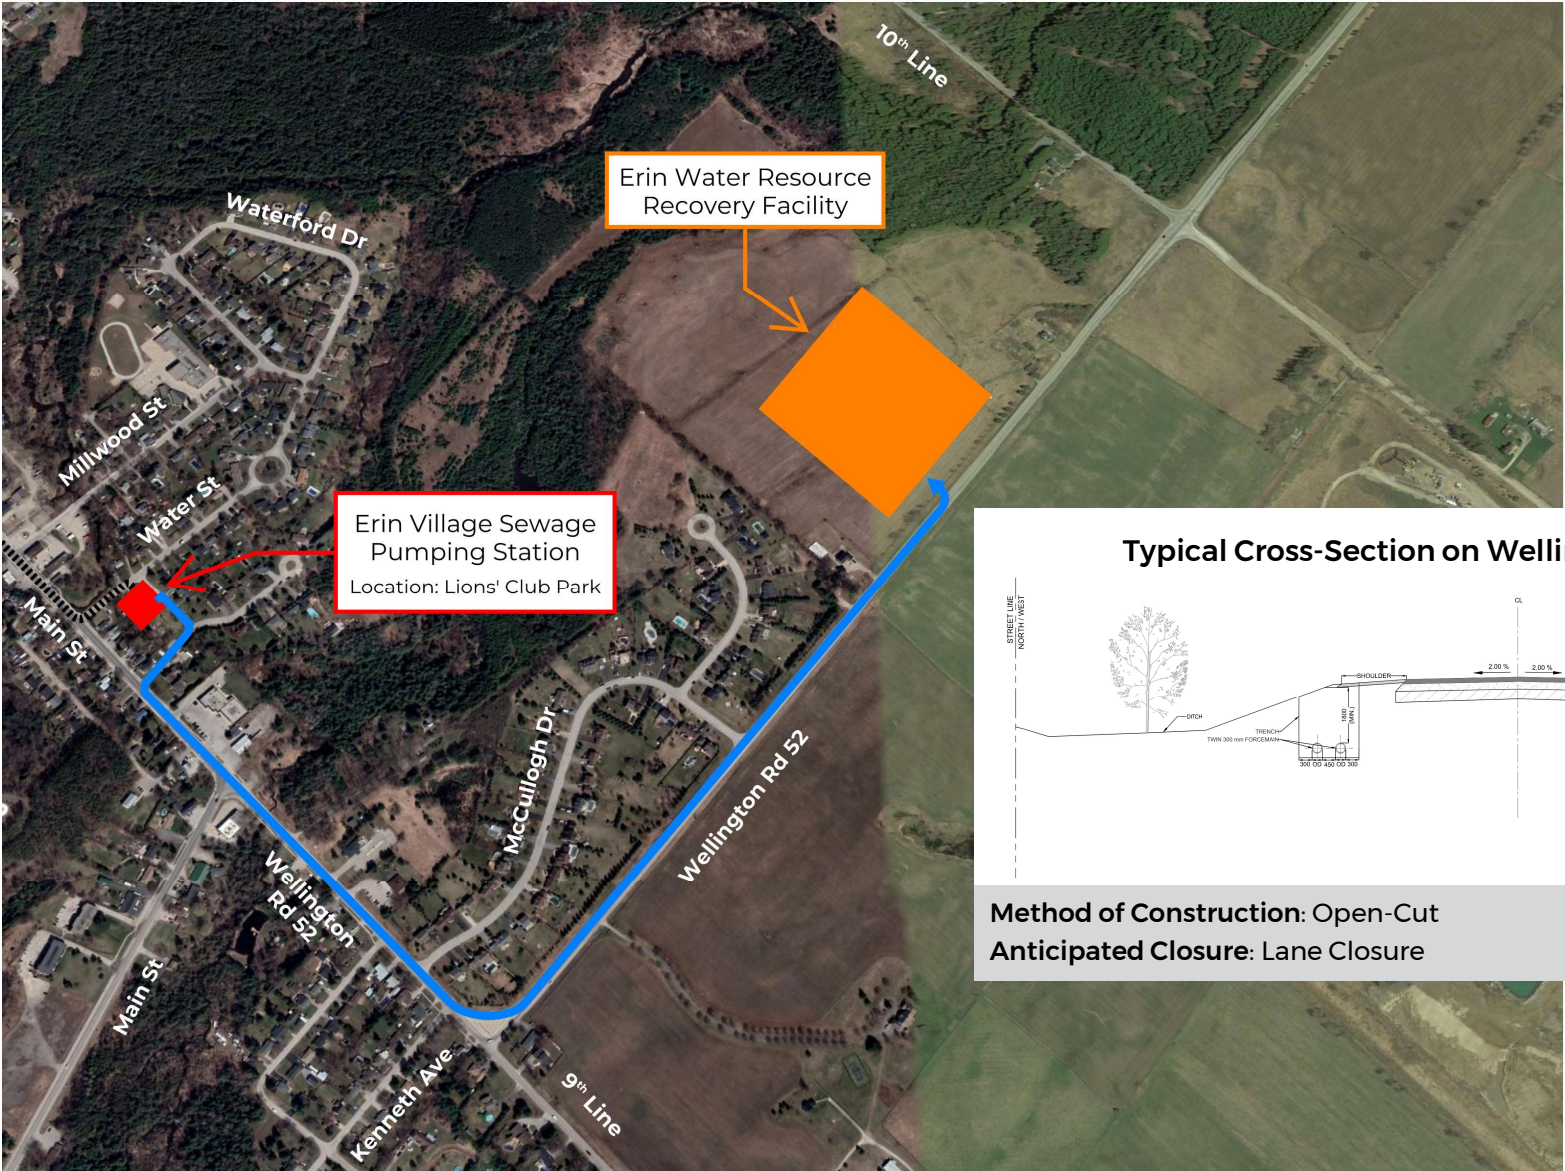 10th Line
Erin Water Resource
Recovery Facility
Waterford Dr
Millwood St
Water St
Erin Village Sewage
Pumping Station
Location: Lions' Club Park
Main St
McCullogh Dr
Wellington Rd 52
Wellington
Rd 52
Main St
Kenneth Ave
9th Line
Typical Cross-Section on Welli
STREET LINE
NORTH / WEST
CL
2.00 %
2.00 %
SHOULDER
1800
(MIN.)
DITCH
TRENCH
TWIN 300 mm FORCEMAIN
300 OD 450 OD 300
Method of Construction: Open-Cut
Anticipated Closure: Lane Closure